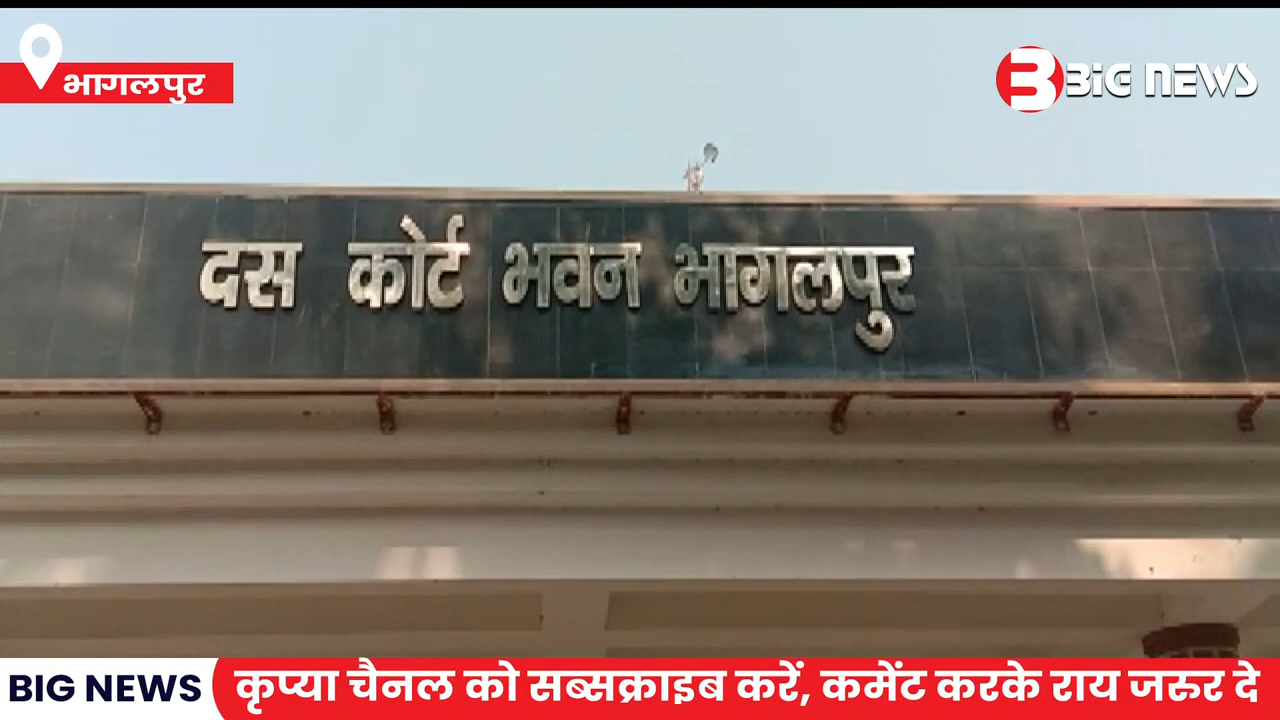 भागलपुर
BIG NEWS
दस कोर्ट भवन भागलपुर
BIG NEWS कृप्या चैनल को सब्सक्राइब करें, कमेंट करके राय जरुर दे